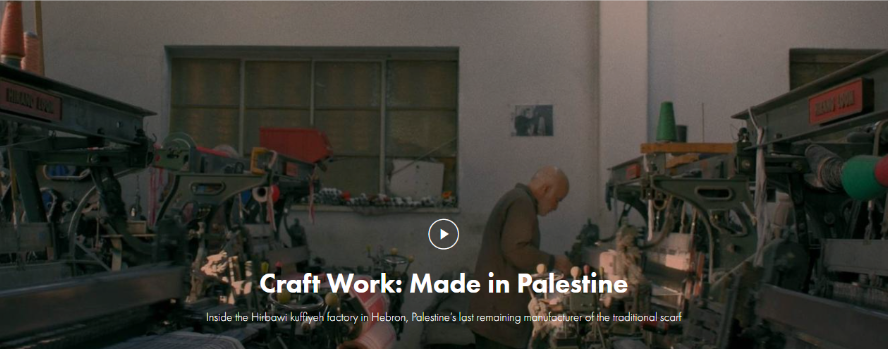 Craft Work: Made in Palestine
Inside the Hirbawi kuffiyeh factory in Hebron, Palestine's last remaining manufacturer of the traditional scarf